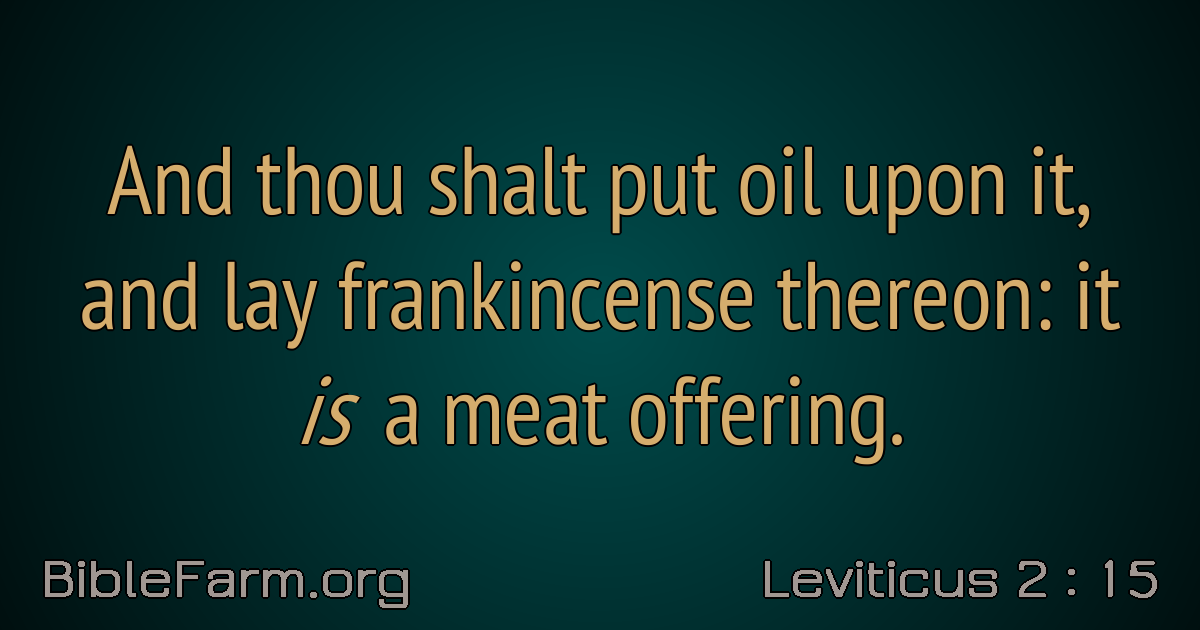 And thou shalt put oil upon it,
and lay frankincense thereon: it
is a meat offering.
BibleFarm.org
Leviticus 2 : 15